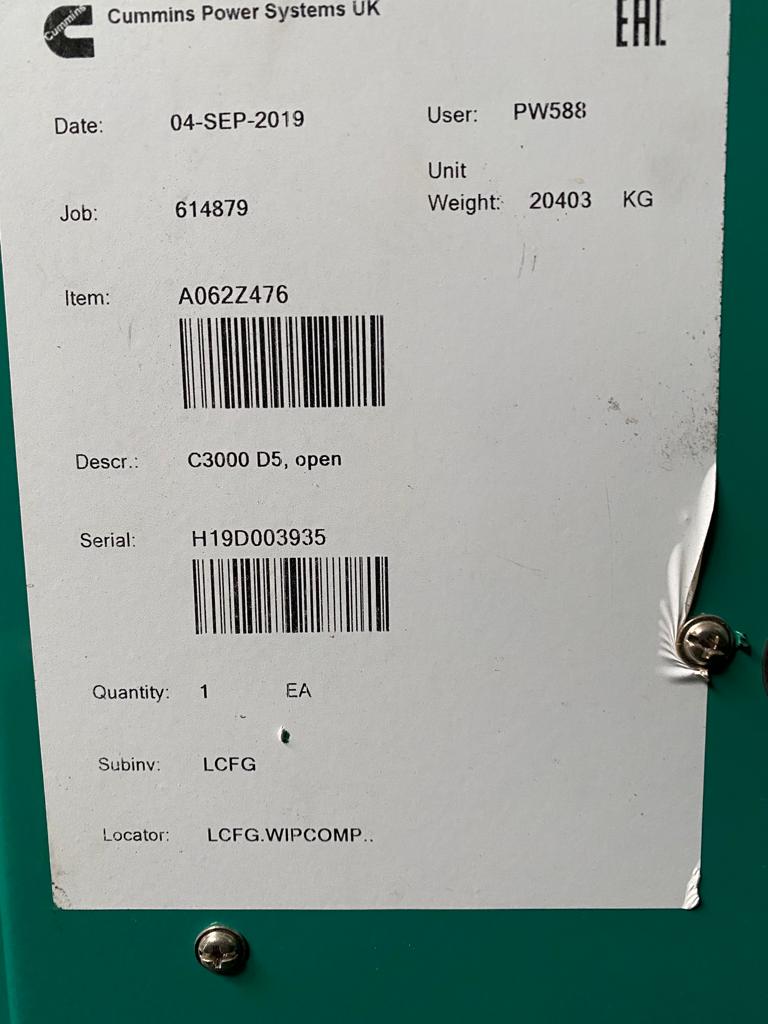 Cummins
Cummins Power Systems UK
EAC
Date: 04-SEP-2019
User: PW588
Job: 614879
Unit
Weight: 20403 KG
Item: A062Z476
Descr.: C3000 D5, open
Serial: H19D003935
Quantity: 1 EA
Subinv: LCFG
Locator: LCFG.WIPCOMP..